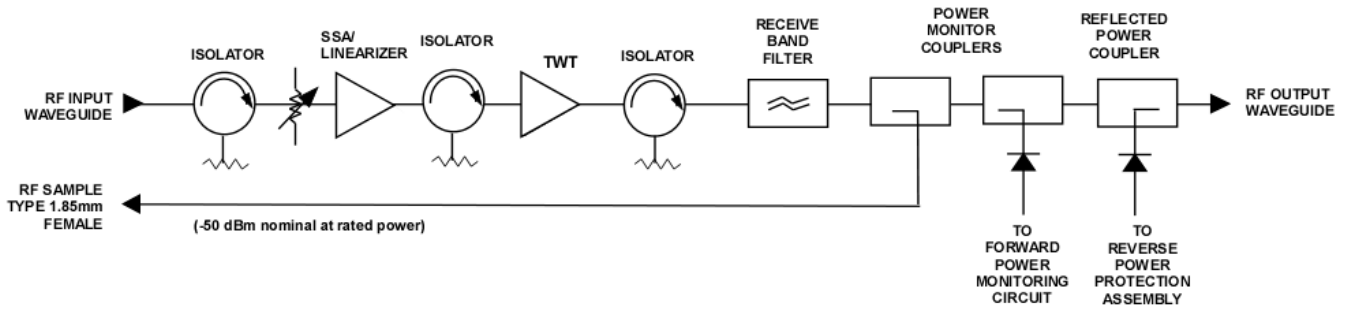 ISOLATOR
SSA/
LINEARIZER
ISOLATOR
TWT
ISOLATOR
RECEIVE
BAND
FILTER
POWER
MONITOR
COUPLERS
REFLECTED
POWER
COUPLER
RF INPUT
WAVEGUIDE
RF OUTPUT
WAVEGUIDE
RF SAMPLE
TYPE 1.85mm
FEMALE
(-50 dBm nominal at rated power)
TO
FORWARD
POWER
MONITORING
CIRCUIT
TO
REVERSE
POWER
PROTECTION
ASSEMBLY